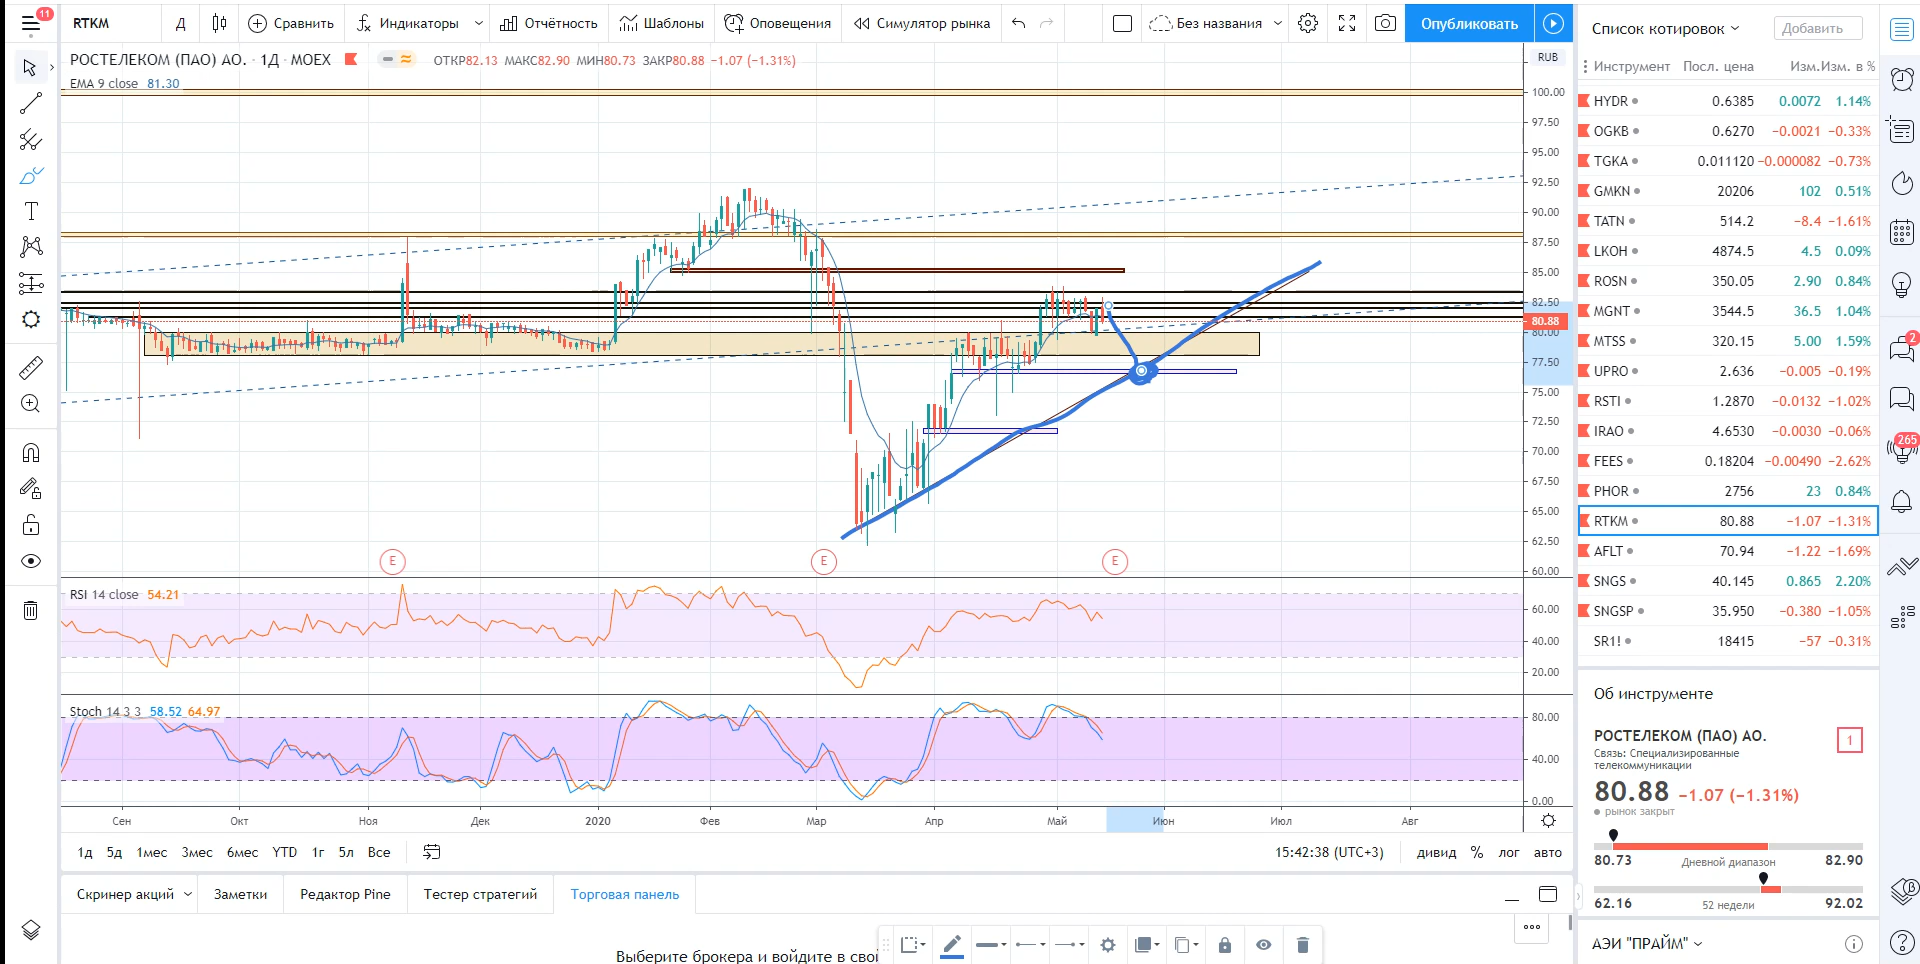 11
RTKM
Д
Сравнить
Индикаторы
Отчётность
Шаблоны
Оповещения
Симулятор рынка
Без названия
Опубликовать
РОСТЕЛЕКОМ (ПАО) АО. · 1Д · MOEX
ОТКР82.13 МАКС82.90 МИН80.73 ЗАКР80.88 −1.07 (−1.31%)
EMA 9 close 81.30
RUB
100.00
97.50
95.00
92.50
90.00
87.50
85.00
82.50
80.88
80.00
77.50
75.00
72.50
70.00
67.50
65.00
62.50
60.00
E
E
E
RSI 14 close 54.21
60.00
40.00
20.00
Stoch 14 3 3 58.52 64.97
80.00
40.00
0.00
Сен Окт Ноя Дек 2020 Фев Мар Апр Май Июн Июл Авг
1д 5д 1мес 3мес 6мес YTD 1г 5л Все
15:42:38 (UTC+3) дивид % лог авто
Скринер акций Заметки Редактор Pine Тестер стратегий Торговая панель
Выберите брокера и войдите в свой
Список котировок
Добавить
Инструмент Посл. цена Изм. Изм. в %
HYDR 0.6385 0.0072 1.14%
OGKB 0.6270 −0.0021 −0.33%
TGKA 0.011120 −0.000082 −0.73%
GMKN 20206 102 0.51%
TATN 514.2 −8.4 −1.61%
LKOH 4874.5 4.5 0.09%
ROSN 350.05 2.90 0.84%
MGNT 3544.5 36.5 1.04%
MTSS 320.15 5.00 1.59%
UPRO 2.636 −0.005 −0.19%
RSTI 1.2870 −0.0132 −1.02%
IRAO 4.6530 −0.0030 −0.06%
FEES 0.18204 −0.00490 −2.62%
PHOR 2756 23 0.84%
RTKM 80.88 −1.07 −1.31%
AFLT 70.94 −1.22 −1.69%
SNGS 40.145 0.865 2.20%
SNGSP 35.950 −0.380 −1.05%
SR1! 18415 −57 −0.31%
Об инструменте
РОСТЕЛЕКОМ (ПАО) АО.
1
Связь: Специализированные
телекоммуникации
80.88 −1.07 (−1.31%)
рынок закрыт
80.73 Дневной диапазон 82.90
62.16 52 недели 92.02
АЭИ "ПРАЙМ"
2
265